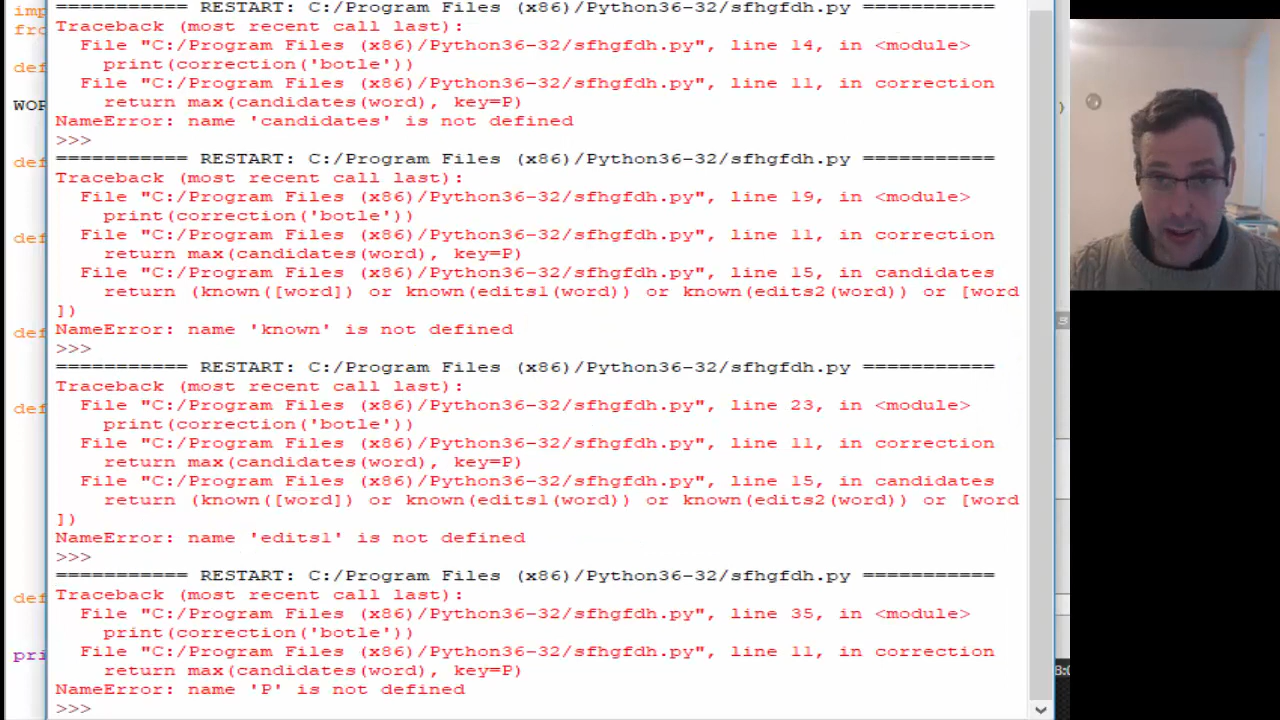 =========== RESTART: C:/Program Files (x86)/Python36-32/sfhgfdh.py ===========
Traceback (most recent call last):
  File "C:/Program Files (x86)/Python36-32/sfhgfdh.py", line 14, in <module>
    print(correction('botle'))
  File "C:/Program Files (x86)/Python36-32/sfhgfdh.py", line 11, in correction
    return max(candidates(word), key=P)
NameError: name 'candidates' is not defined
>>>
=========== RESTART: C:/Program Files (x86)/Python36-32/sfhgfdh.py ===========
Traceback (most recent call last):
  File "C:/Program Files (x86)/Python36-32/sfhgfdh.py", line 19, in <module>
    print(correction('botle'))
  File "C:/Program Files (x86)/Python36-32/sfhgfdh.py", line 11, in correction
    return max(candidates(word), key=P)
  File "C:/Program Files (x86)/Python36-32/sfhgfdh.py", line 15, in candidates
    return (known([word]) or known(edits1(word)) or known(edits2(word)) or [word
])
NameError: name 'known' is not defined
>>>
=========== RESTART: C:/Program Files (x86)/Python36-32/sfhgfdh.py ===========
Traceback (most recent call last):
  File "C:/Program Files (x86)/Python36-32/sfhgfdh.py", line 23, in <module>
    print(correction('botle'))
  File "C:/Program Files (x86)/Python36-32/sfhgfdh.py", line 11, in correction
    return max(candidates(word), key=P)
  File "C:/Program Files (x86)/Python36-32/sfhgfdh.py", line 15, in candidates
    return (known([word]) or known(edits1(word)) or known(edits2(word)) or [word
])
NameError: name 'edits1' is not defined
>>>
=========== RESTART: C:/Program Files (x86)/Python36-32/sfhgfdh.py ===========
Traceback (most recent call last):
  File "C:/Program Files (x86)/Python36-32/sfhgfdh.py", line 35, in <module>
    print(correction('botle'))
  File "C:/Program Files (x86)/Python36-32/sfhgfdh.py", line 11, in correction
    return max(candidates(word), key=P)
NameError: name 'P' is not defined
>>>
def
def
def
def
def
def